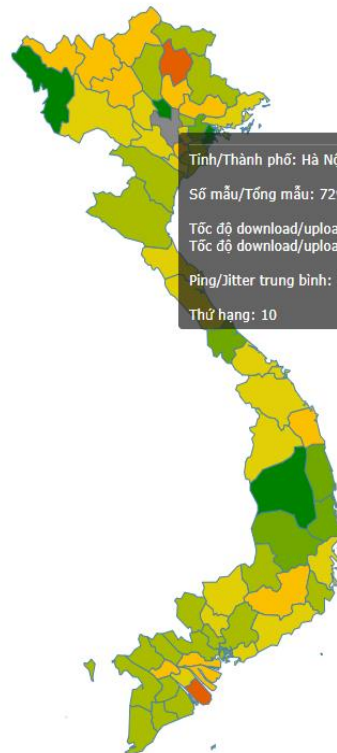 Tỉnh/Thành phố: Hà Nộ
Số mẫu/Tổng mẫu: 729
Tốc độ download/uploa
Tốc độ download/uploa
Ping/Jitter trung bình:
Thứ hạng: 10